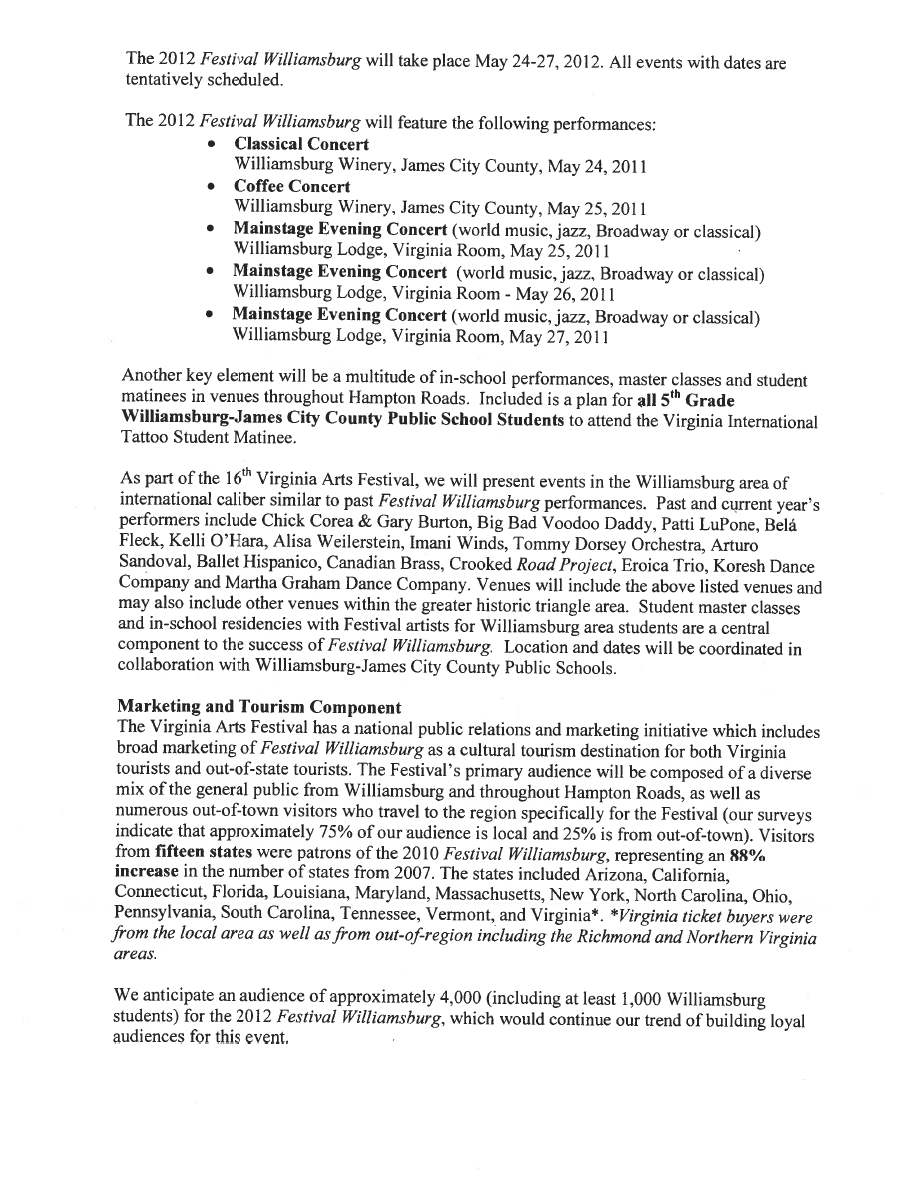 The 2012 Festival Williamsburg will take place May 24-27, 2012. All events with dates are
tentatively scheduled.
The 2012 Festival Williamsburg will feature the following performances:
• Classical Concert
Williamsburg Winery, James City County, May 24, 2011
• Coffee Concert
Williamsburg Winery, James City County, May 25, 2011
• Mainstage Evening Concert (world music, jazz, Broadway or classical)
Williamsburg Lodge, Virginia Room, May 25, 2011
• Mainstage Evening Concert (world music, jazz, Broadway or classical)
Williamsburg Lodge, Virginia Room - May 26, 2011
• Mainstage Evening Concert (world music, jazz, Broadway or classical)
Williamsburg Lodge, Virginia Room, May 27, 2011
Another key element will be a multitude of in-school performances, master classes and student
matinees in venues throughout Hampton Roads. Included is a plan for all 5th Grade
Williamsburg-James City County Public School Students to attend the Virginia International
Tattoo Student Matinee.
As part of the 16th Virginia Arts Festival, we will present events in the Williamsburg area of
international caliber similar to past Festival Williamsburg performances. Past and current year's
performers include Chick Corea & Gary Burton, Big Bad Voodoo Daddy, Patti LuPone, Belá
Fleck, Kelli O'Hara, Alisa Weilerstein, Imani Winds, Tommy Dorsey Orchestra, Arturo
Sandoval, Ballet Hispanico, Canadian Brass, Crooked Road Project, Eroica Trio, Koresh Dance
Company and Martha Graham Dance Company. Venues will include the above listed venues and
may also include other venues within the greater historic triangle area. Student master classes
and in-school residencies with Festival artists for Williamsburg area students are a central
component to the success of Festival Williamsburg. Location and dates will be coordinated in
collaboration with Williamsburg-James City County Public Schools.
Marketing and Tourism Component
The Virginia Arts Festival has a national public relations and marketing initiative which includes
broad marketing of Festival Williamsburg as a cultural tourism destination for both Virginia
tourists and out-of-state tourists. The Festival's primary audience will be composed of a diverse
mix of the general public from Williamsburg and throughout Hampton Roads, as well as
numerous out-of-town visitors who travel to the region specifically for the Festival (our surveys
indicate that approximately 75% of our audience is local and 25% is from out-of-town). Visitors
from fifteen states were patrons of the 2010 Festival Williamsburg, representing an 88%
increase in the number of states from 2007. The states included Arizona, California,
Connecticut, Florida, Louisiana, Maryland, Massachusetts, New York, North Carolina, Ohio,
Pennsylvania, South Carolina, Tennessee, Vermont, and Virginia*. *Virginia ticket buyers were
from the local area as well as from out-of-region including the Richmond and Northern Virginia
areas.
We anticipate an audience of approximately 4,000 (including at least 1,000 Williamsburg
students) for the 2012 Festival Williamsburg, which would continue our trend of building loyal
audiences for this event.